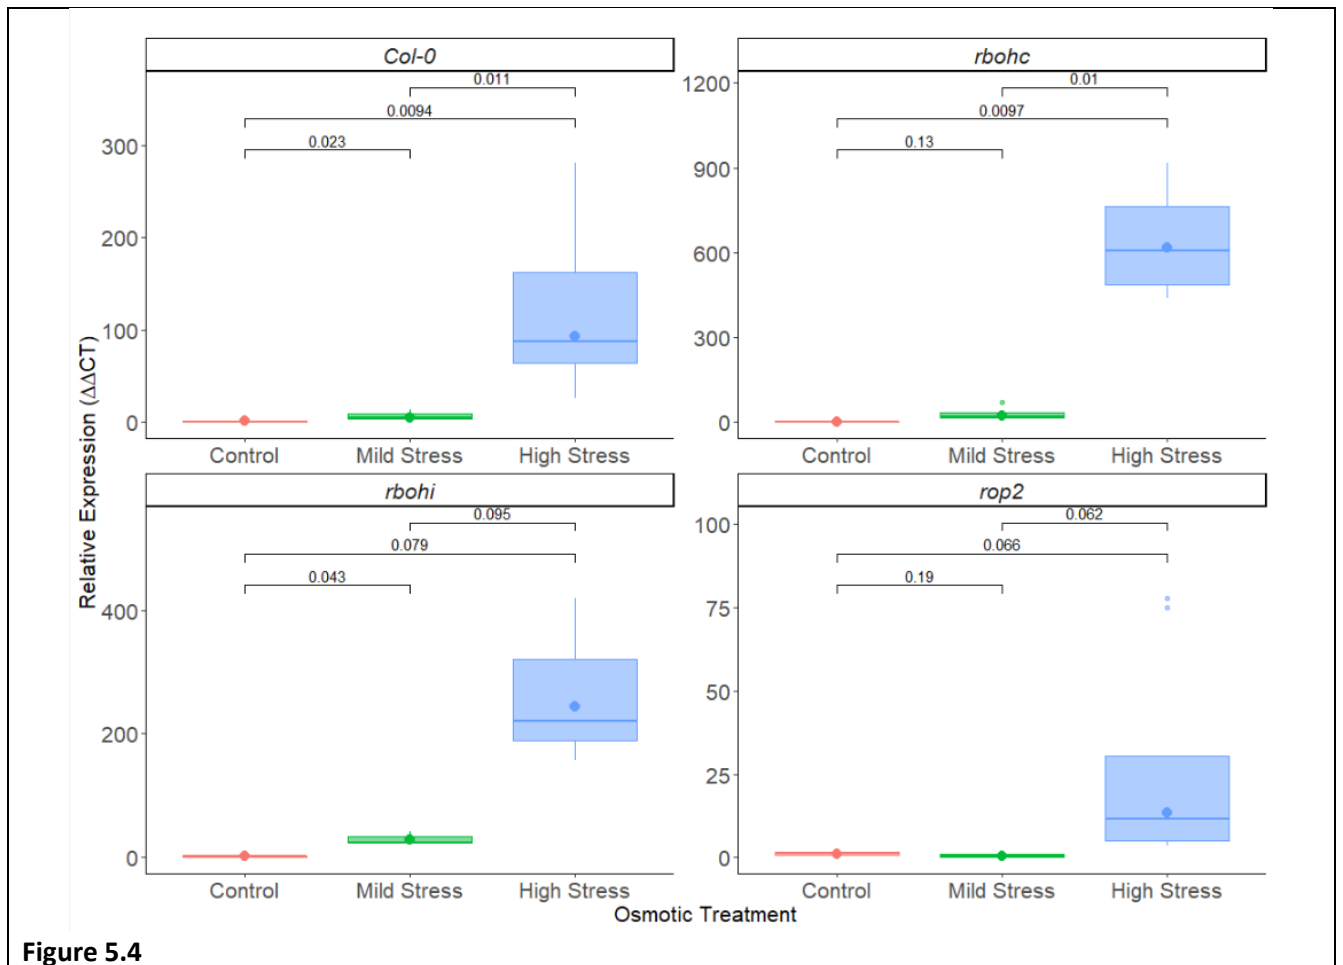 Col-0
rbohc
0.011
0.0094
0.023
0.01
0.0097
0.13
300
200
100
0
1200
900
600
300
0
Control Mild Stress High Stress
Control Mild Stress High Stress
rbohi
rop2
0.095
0.079
0.043
0.062
0.066
0.19
400
200
0
100
75
50
25
0
Control Mild Stress High Stress
Control Mild Stress High Stress
Relative Expression (ΔΔCT)
Osmotic Treatment
Figure 5.4